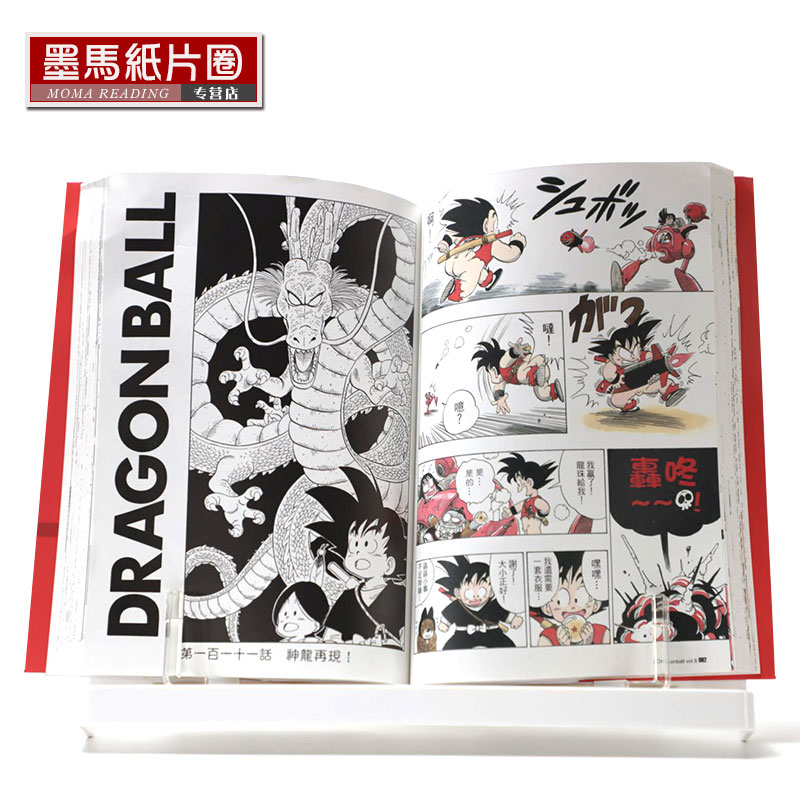 墨馬紙片圈
MOMA READING 专营店
DRAGON BALL
第一百一十一話 神龍再現！
シュボッ
噠！
噫？
ガッ
我贏了！
龍珠給我！
是…
是的…
轟咚
～～！
嘿嘿…
我還需要
一套衣服…
謝了！
大小正好！